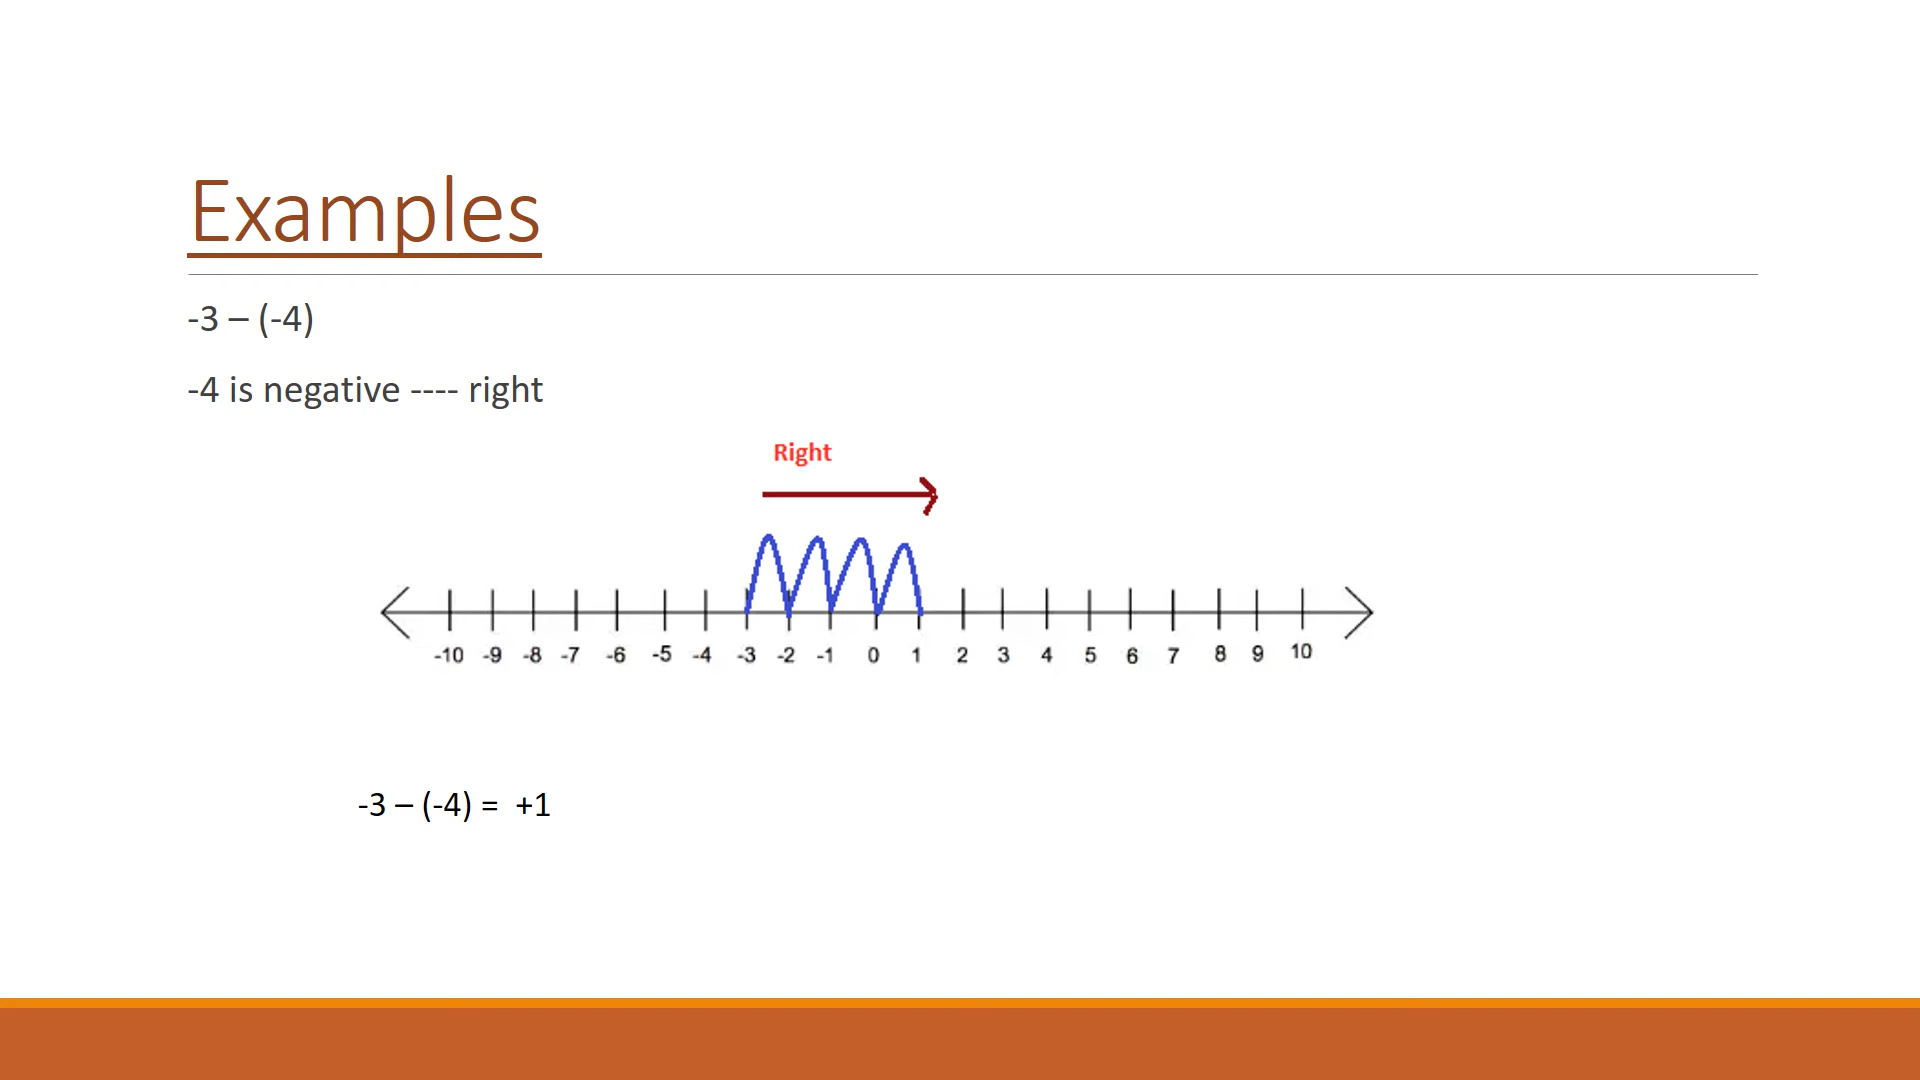 Examples
-3 – (-4)
-4 is negative ---- right
Right
-10 -9 -8 -7 -6 -5 -4 -3 -2 -1 0 1 2 3 4 5 6 7 8 9 10
-3 – (-4) = +1